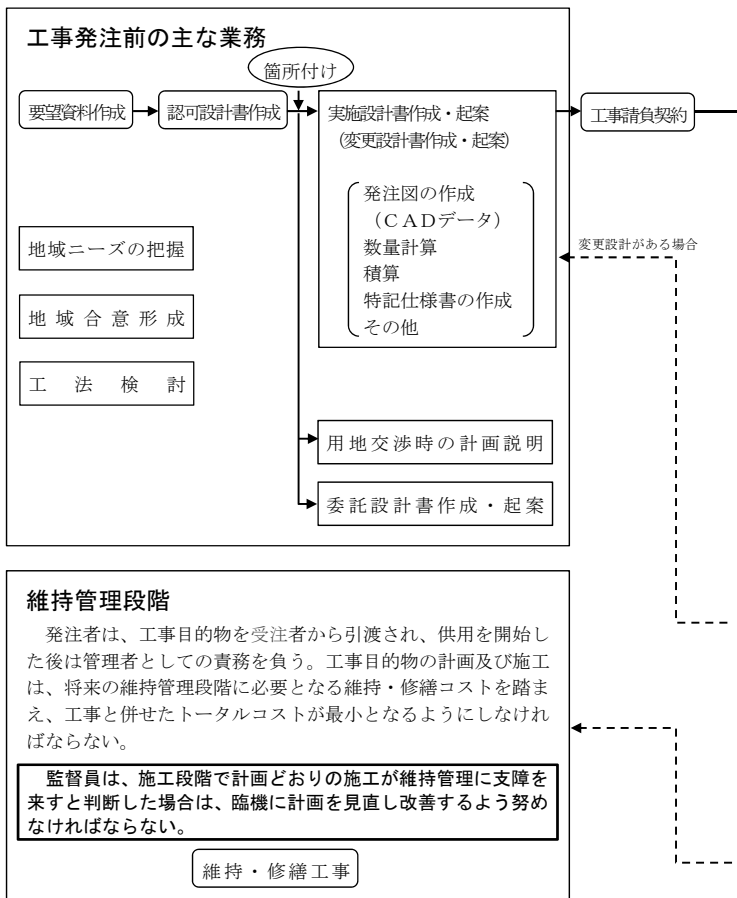 工事発注前の主な業務
箇所付け
要望資料作成
認可設計書作成
実施設計書作成・起案
(変更設計書作成・起案)
工事請負契約
発注図の作成
(CADデータ)
数量計算
積算
特記仕様書の作成
その他
変更設計がある場合
地域ニーズの把握
地域合意形成
工法検討
用地交渉時の計画説明
委託設計書作成・起案
維持管理段階
発注者は、工事目的物を受注者から引渡され、供用を開始し
た後は管理者としての責務を負う。工事目的物の計画及び施工
は、将来の維持管理段階に必要となる維持・修繕コストを踏ま
え、工事と併せたトータルコストが最小となるようにしなけれ
ばならない。
監督員は、施工段階で計画どおりの施工が維持管理に支障を
来すと判断した場合は、臨機に計画を見直し改善するよう努め
なければならない。
維持・修繕工事